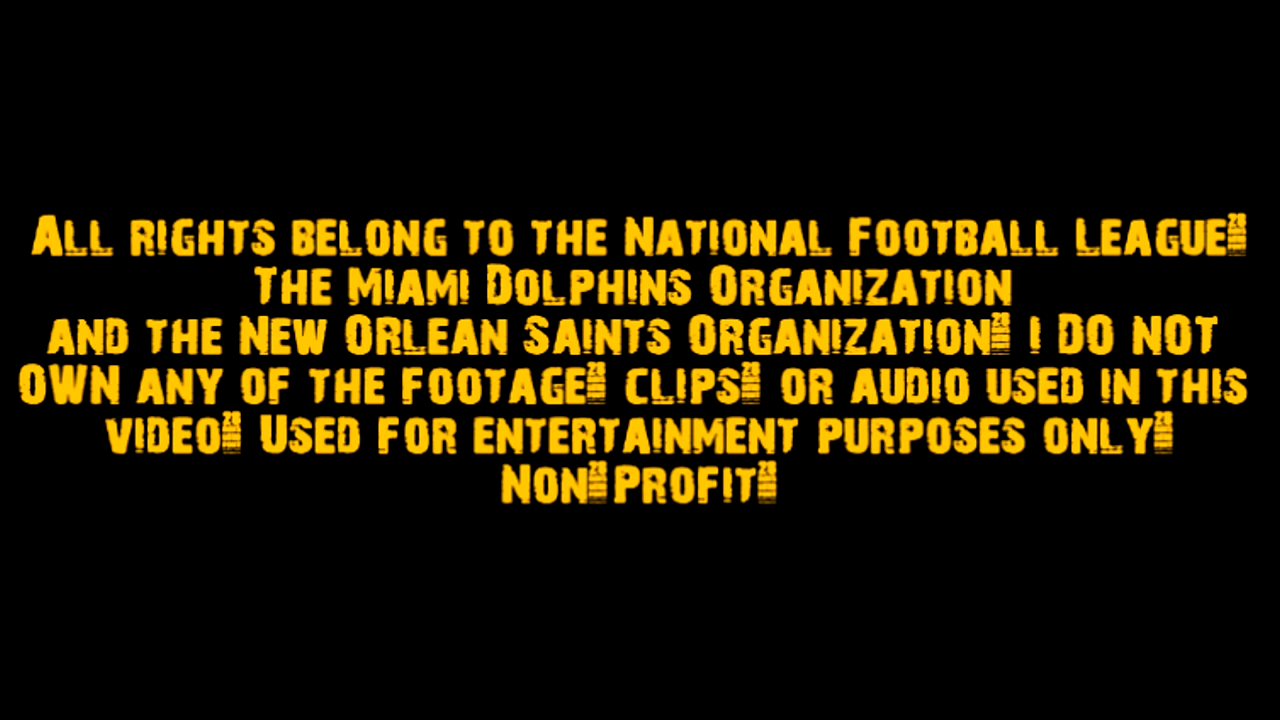 All rights belong to the National Football League
The Miami Dolphins Organization
and the New Orlean Saints Organization I DO NOT
OWN any of the footage clips or audio used in this
video Used for entertainment purposes only
Non Profit